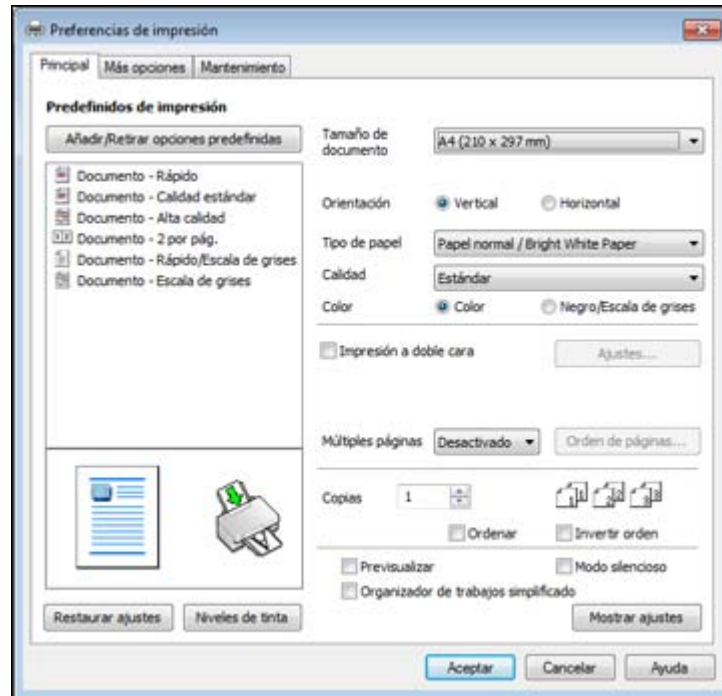 Preferencias de impresión
Principal
Más opciones
Mantenimiento
Predefinidos de impresión
Añadir/Retirar opciones predefinidas
Documento - Rápido
Documento - Calidad estándar
Documento - Alta calidad
Documento - 2 por pág.
Documento - Rápido/Escala de grises
Documento - Escala de grises
Restaurar ajustes
Niveles de tinta
Tamaño de
documento
A4 (210 x 297 mm)
Orientación
Vertical
Horizontal
Tipo de papel
Papel normal / Bright White Paper
Calidad
Estándar
Color
Color
Negro/Escala de grises
Impresión a doble cara
Ajustes...
Múltiples páginas
Desactivado
Orden de páginas...
Copias
1
Ordenar
Invertir orden
Previsualizar
Modo silencioso
Organizador de trabajos simplificado
Mostrar ajustes
Aceptar
Cancelar
Ayuda